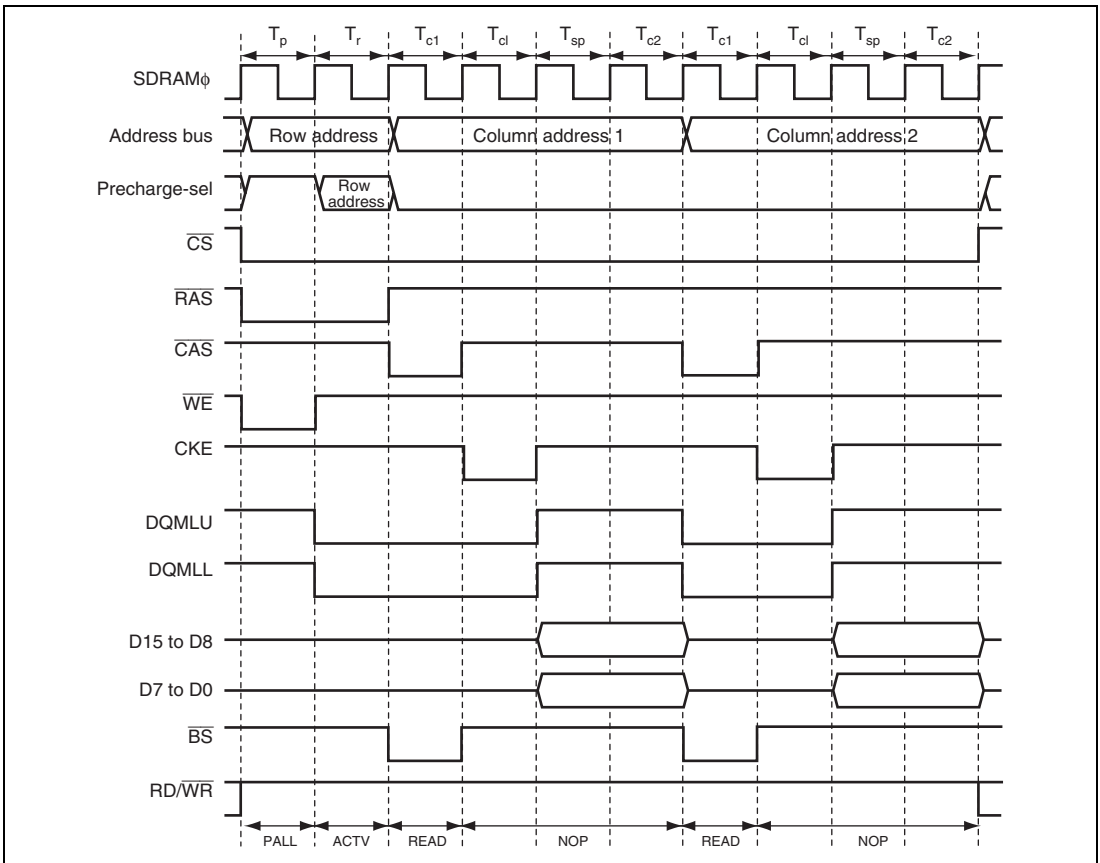 Tp Tr Tc1 Tcl Tsp Tc2 Tc1 Tcl Tsp Tc2
SDRAMϕ
Address bus Row address Column address 1 Column address 2
Precharge-sel Row address
CS
RAS
CAS
WE
CKE
DQMLU
DQMLL
D15 to D8
D7 to D0
BS
RD/WR
PALL ACTV READ NOP READ NOP